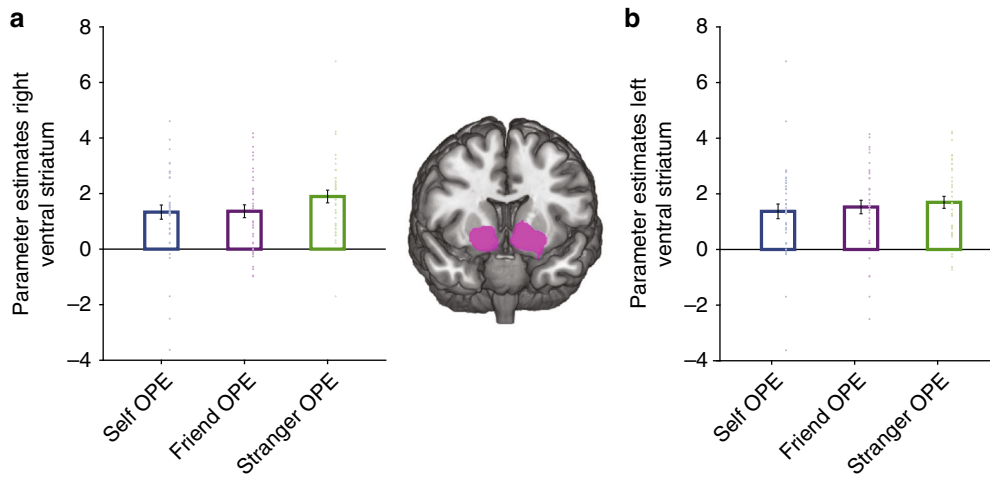 a
Parameter estimates right
ventral striatum
8
6
4
2
0
–2
–4
Self OPE
Friend OPE
Stranger OPE
b
Parameter estimates left
ventral striatum
8
6
4
2
0
–2
–4
Self OPE
Friend OPE
Stranger OPE